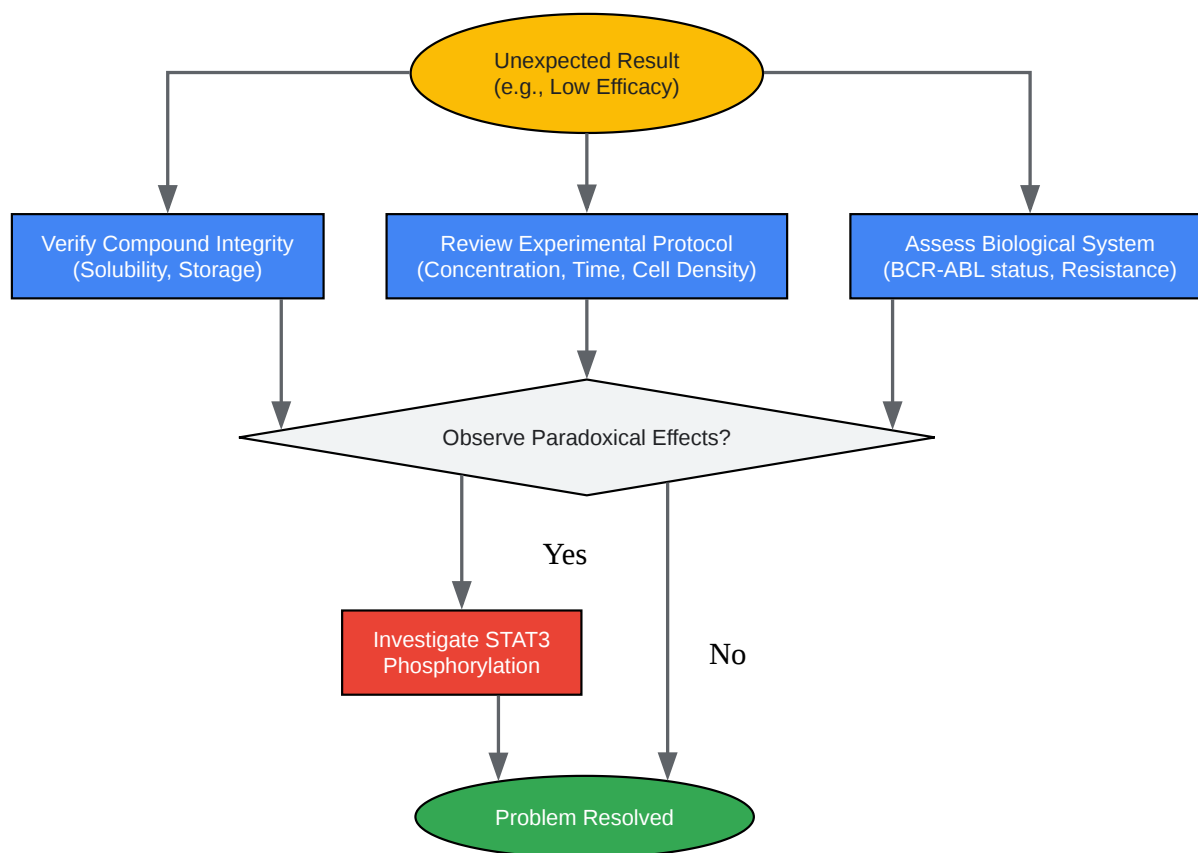 Unexpected Result
(e.g., Low Efficacy)
Verify Compound Integrity
(Solubility, Storage)
Review Experimental Protocol
(Concentration, Time, Cell Density)
Assess Biological System
(BCR-ABL status, Resistance)
Observe Paradoxical Effects?
Yes
Investigate STAT3
Phosphorylation
No
Problem Resolved